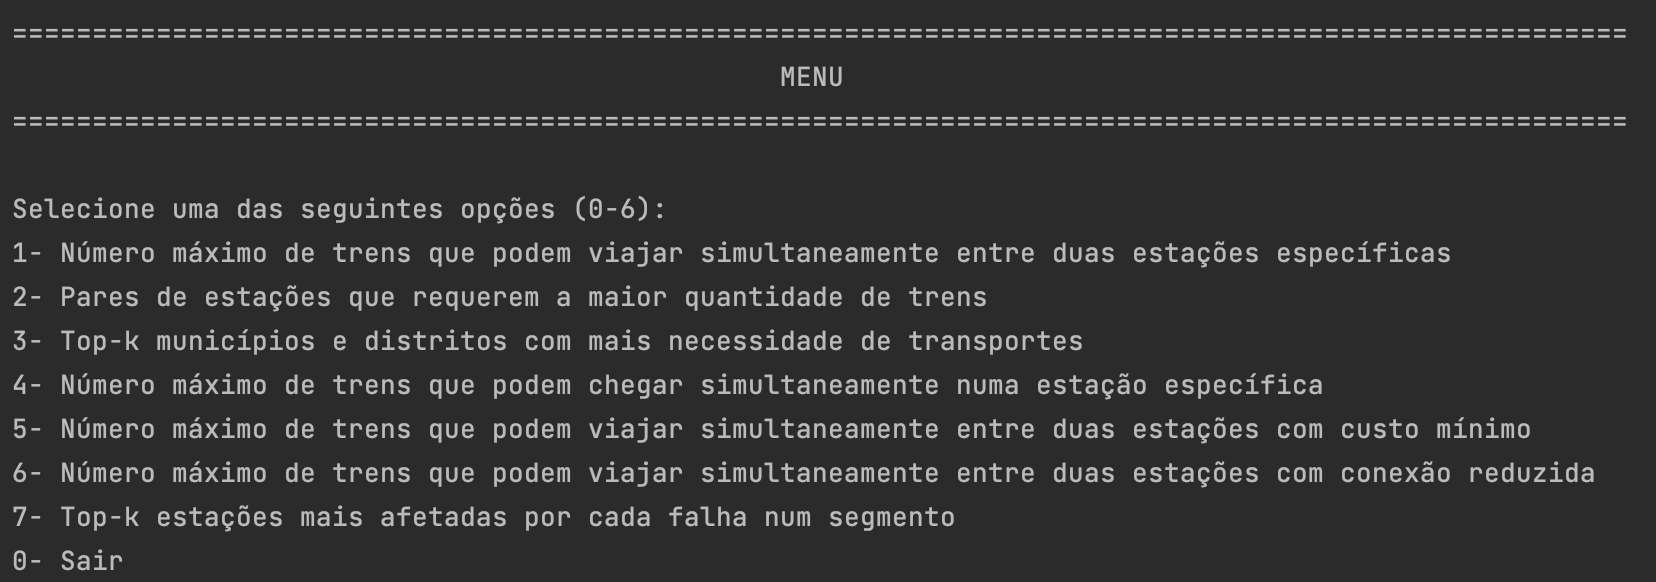 =====================================================================================================
MENU
=====================================================================================================
Selecione uma das seguintes opções (0-6):
1- Número máximo de trens que podem viajar simultaneamente entre duas estações específicas
2- Pares de estações que requerem a maior quantidade de trens
3- Top-k municípios e distritos com mais necessidade de transportes
4- Número máximo de trens que podem chegar simultaneamente numa estação específica
5- Número máximo de trens que podem viajar simultaneamente entre duas estações com custo mínimo
6- Número máximo de trens que podem viajar simultaneamente entre duas estações com conexão reduzida
7- Top-k estações mais afetadas por cada falha num segmento
0- Sair